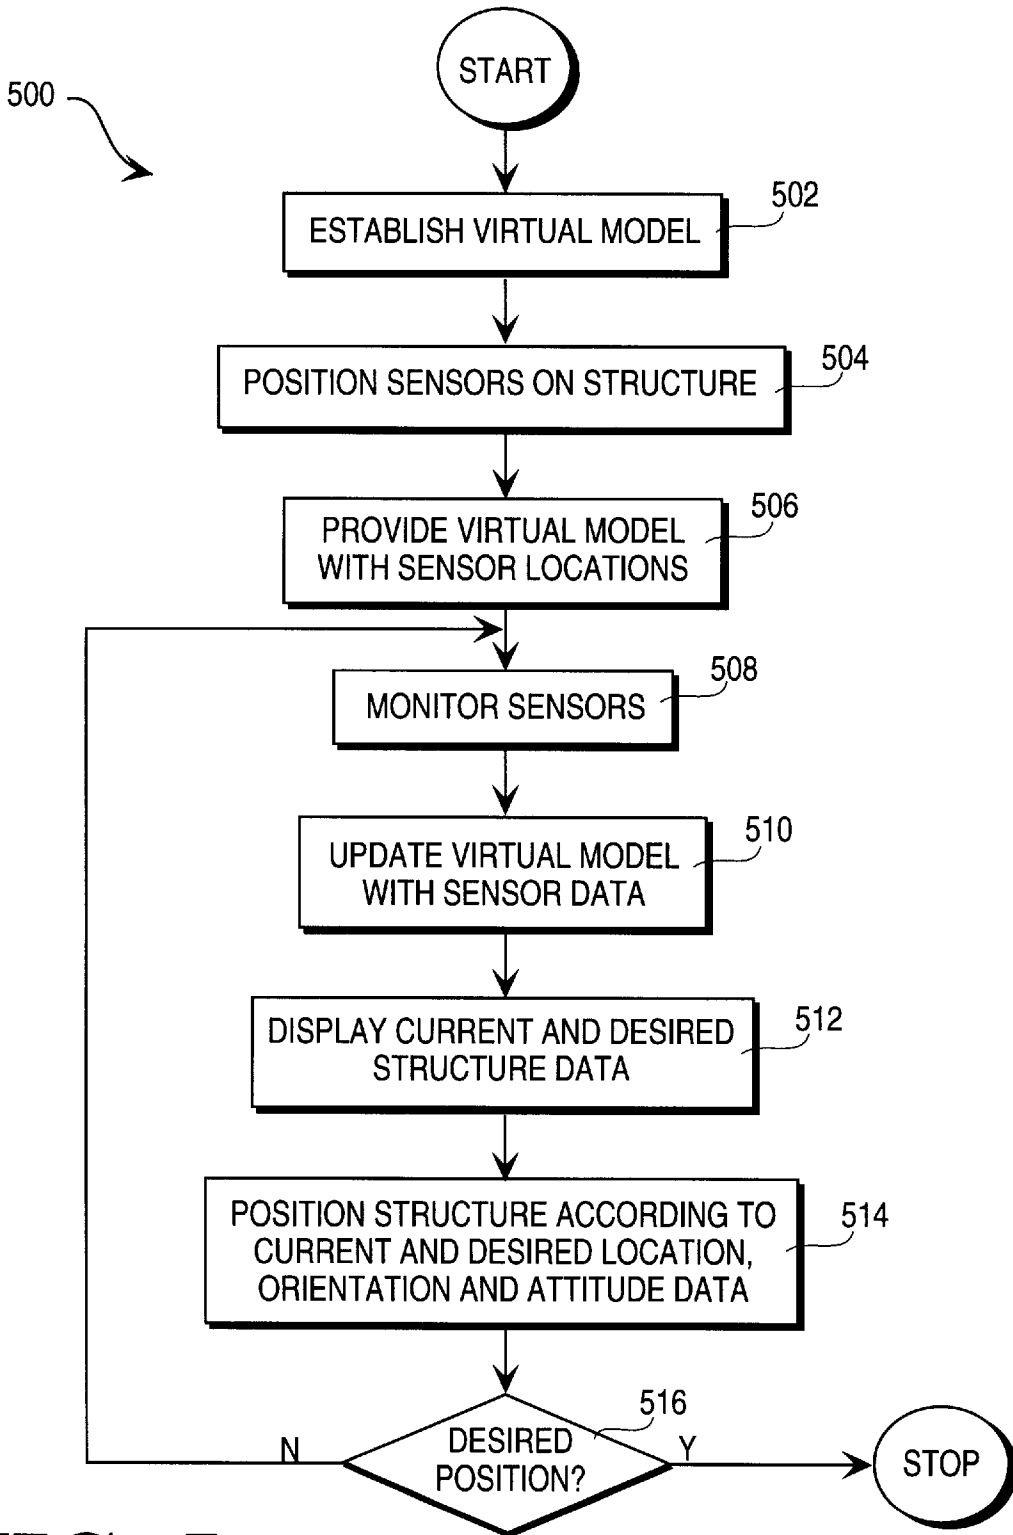 START
500
502
ESTABLISH VIRTUAL MODEL
504
POSITION SENSORS ON STRUCTURE
506
PROVIDE VIRTUAL MODEL
WITH SENSOR LOCATIONS
508
MONITOR SENSORS
510
UPDATE VIRTUAL MODEL
WITH SENSOR DATA
512
DISPLAY CURRENT AND DESIRED
STRUCTURE DATA
514
POSITION STRUCTURE ACCORDING TO
CURRENT AND DESIRED LOCATION,
ORIENTATION AND ATTITUDE DATA
516
N
DESIRED
POSITION?
Y
STOP